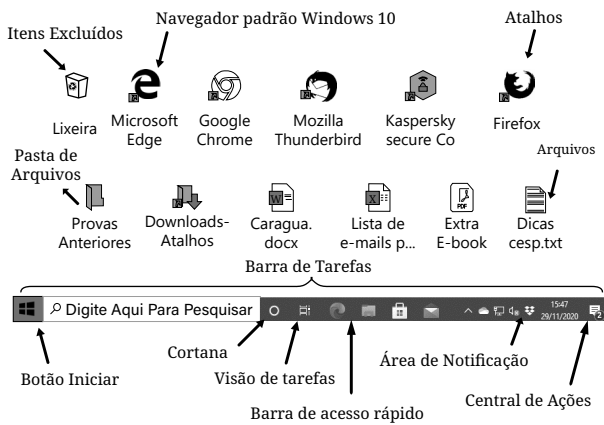 Navegador padrão Windows 10
Atalhos
Itens Excluídos
Lixeira
Microsoft
Edge
Google
Chrome
Mozilla
Thunderbird
Kaspersky
secure Co
Firefox
Pasta de
Arquivos
Arquivos
W
X
PDF
Provas
Anteriores
Downloads-
Atalhos
Caragua.
docx
Lista de
e-mails p...
Extra
E-book
Dicas
cesp.txt
Barra de Tarefas
Digite Aqui Para Pesquisar
15:47
29/11/2020
2
Cortana
Área de Notificação
Botão Iniciar
Visão de tarefas
Central de Ações
Barra de acesso rápido